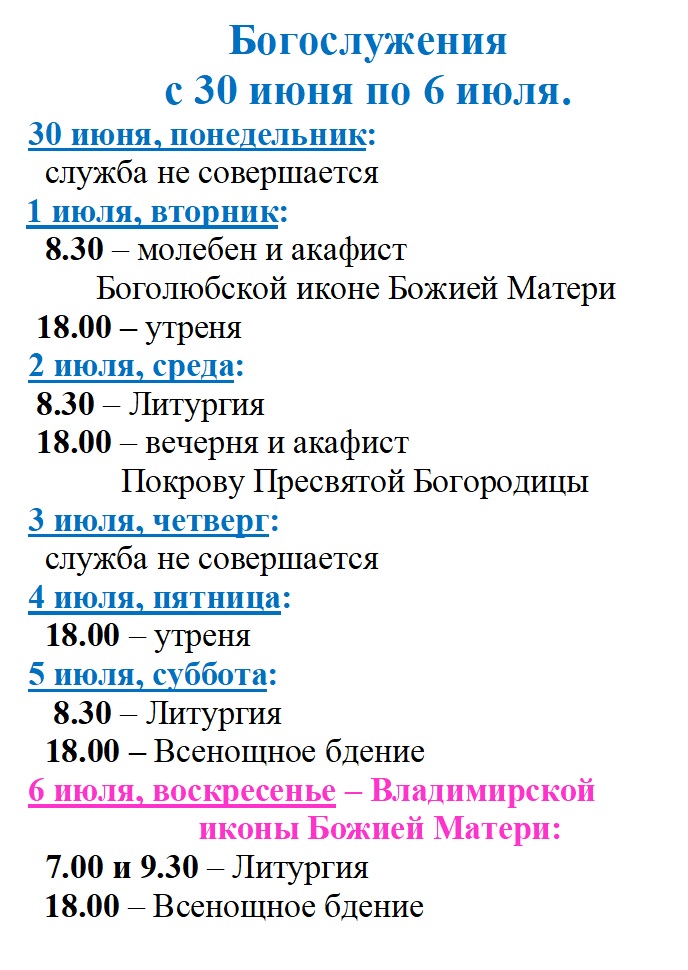 Богослужения
с 30 июня по 6 июля.
30 июня, понедельник:
служба не совершается
1 июля, вторник:
8.30 – молебен и акафист
Боголюбской иконе Божией Матери
18.00 – утреня
2 июля, среда:
8.30 – Литургия
18.00 – вечерня и акафист
Покрову Пресвятой Богородицы
3 июля, четверг:
служба не совершается
4 июля, пятница:
18.00 – утреня
5 июля, суббота:
8.30 – Литургия
18.00 – Всенощное бдение
6 июля, воскресенье – Владимирской
иконы Божией Матери:
7.00 и 9.30 – Литургия
18.00 – Всенощное бдение